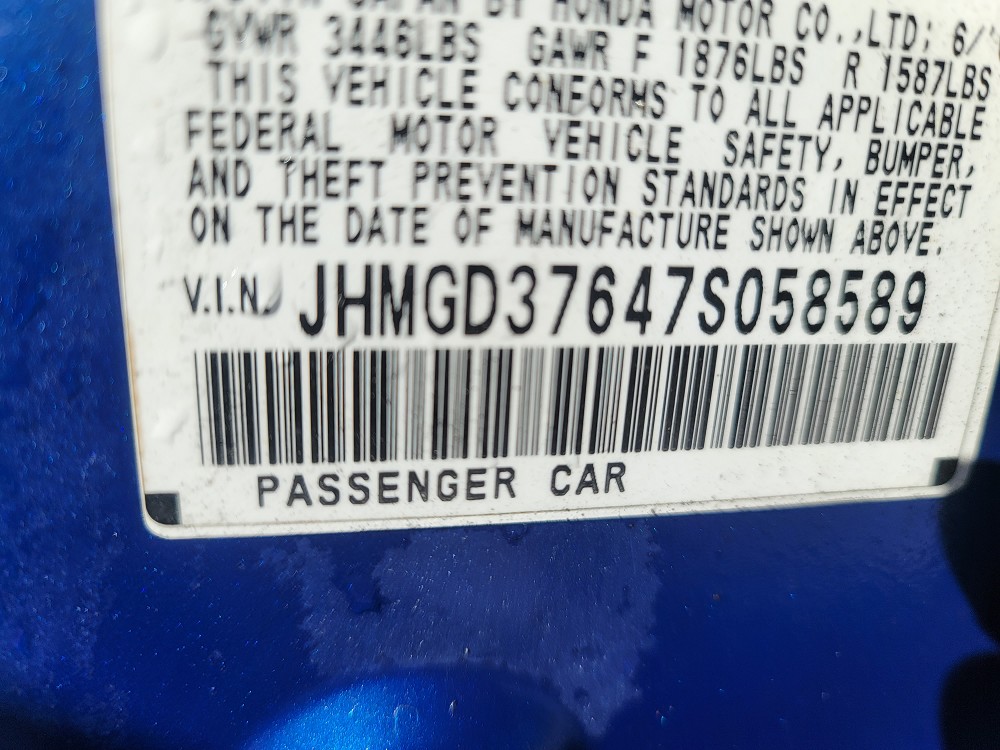 JAPAN BY HONDA MOTOR CO.,LTD; 6/
GVWR 3446LBS GAWR F 1876LBS R 1587LBS
THIS VEHICLE CONFORMS TO ALL APPLICABLE
FEDERAL MOTOR VEHICLE SAFETY, BUMPER,
AND THEFT PREVENTION STANDARDS IN EFFECT
ON THE DATE OF MANUFACTURE SHOWN ABOVE.
V.I.N. JHMGD37647S058589
PASSENGER CAR